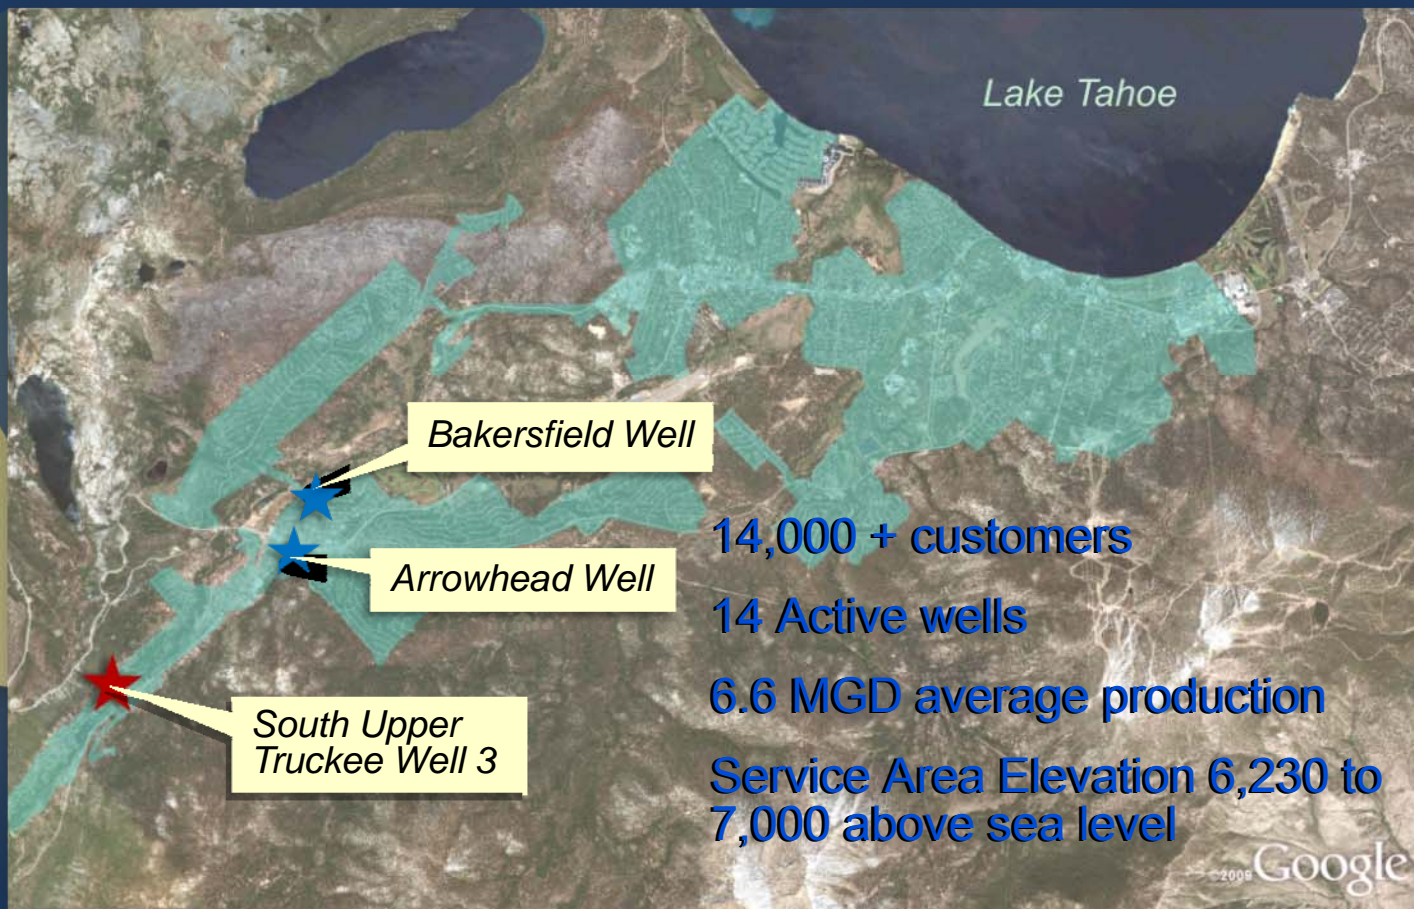 Lake Tahoe
Bakersfield Well
Arrowhead Well
South Upper
Truckee Well 3
14,000 + customers
14 Active wells
6.6 MGD average production
Service Area Elevation 6,230 to
7,000 above sea level
©2009 Google